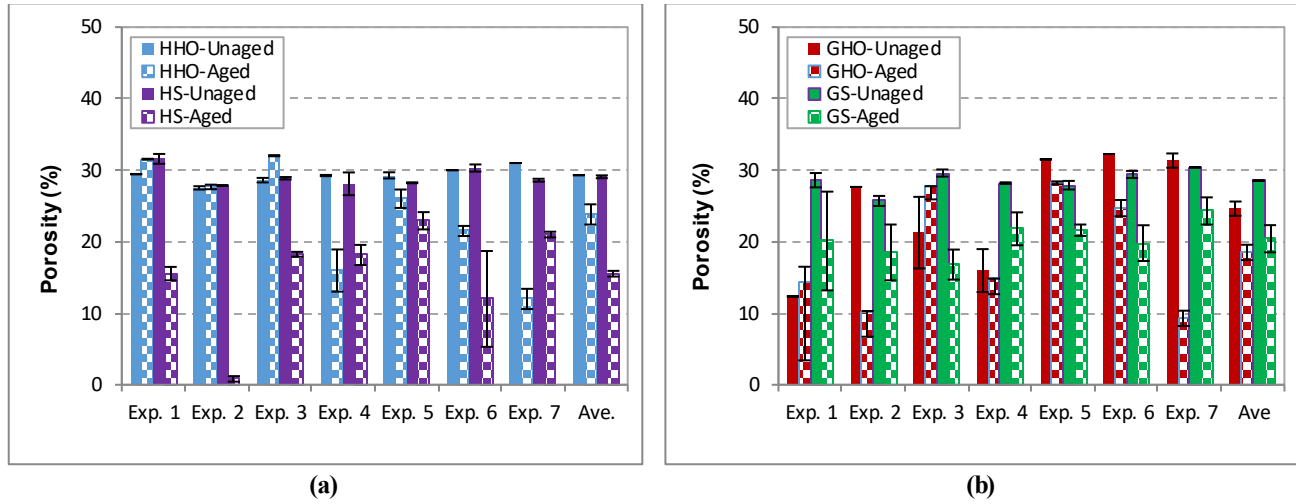 50
40
30
20
10
0
Porosity (%)
HHO-Unaged
HHO-Aged
HS-Unaged
HS-Aged
Exp. 1 Exp. 2 Exp. 3 Exp. 4 Exp. 5 Exp. 6 Exp. 7 Ave.
(a)
50
40
30
20
10
0
Porosity (%)
GHO-Unaged
GHO-Aged
GS-Unaged
GS-Aged
Exp. 1 Exp. 2 Exp. 3 Exp. 4 Exp. 5 Exp. 6 Exp. 7 Ave
(b)